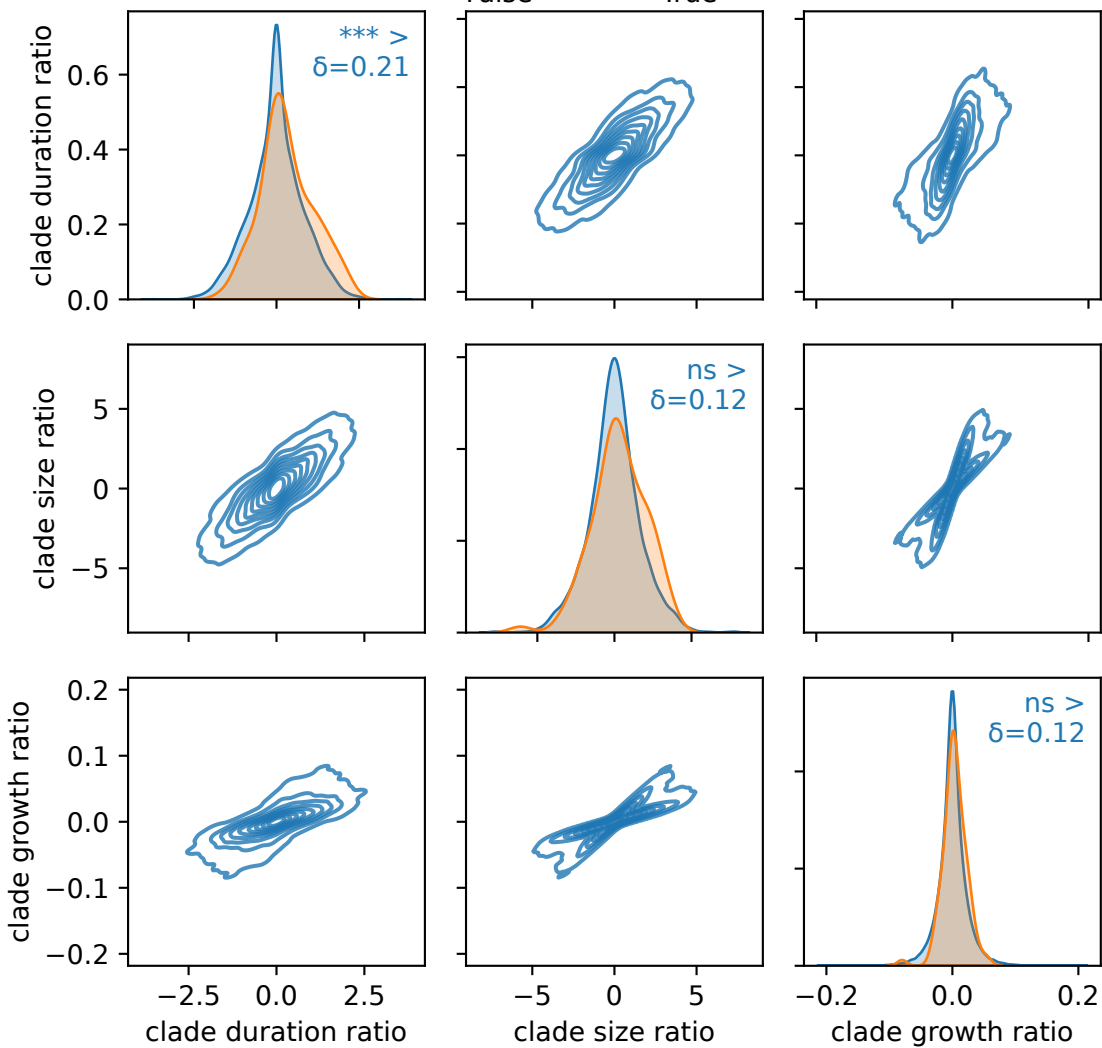 clade duration ratio
0.6
0.4
0.2
0.0
*** >
δ=0.21
clade size ratio
5
0
−5
ns >
δ=0.12
clade growth ratio
0.2
0.1
0.0
−0.1
−0.2
ns >
δ=0.12
−2.5 0.0 2.5
−5 0 5
−0.2 0.0 0.2
clade duration ratio
clade size ratio
clade growth ratio